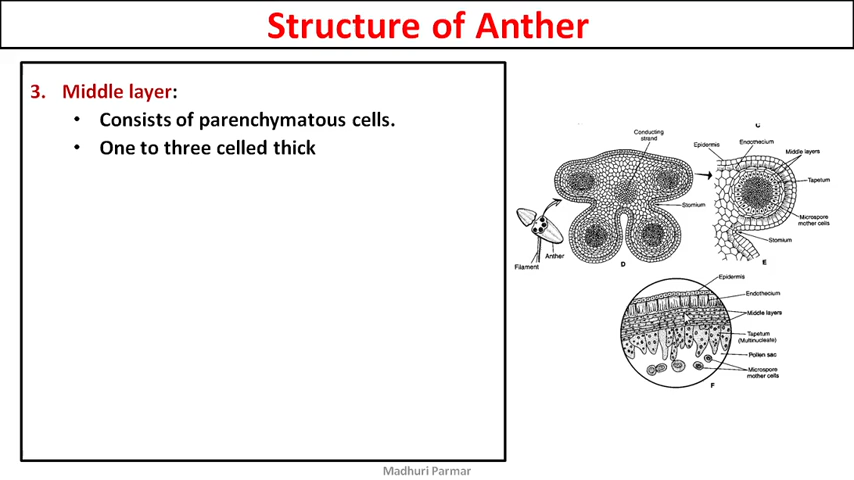 Structure of Anther
3. Middle layer:
• Consists of parenchymatous cells.
• One to three celled thick
Conducting
strand
Stomium
Anther
Filament
D
Epidermis
Endothecium
Middle layers
Tapetum
Microspore
mother cells
Stomium
E
Epidermis
Endothecium
Middle layers
Tapetum
(Multinucleate)
Pollen sac
Microspore
mother cells
F
Madhuri Parmar